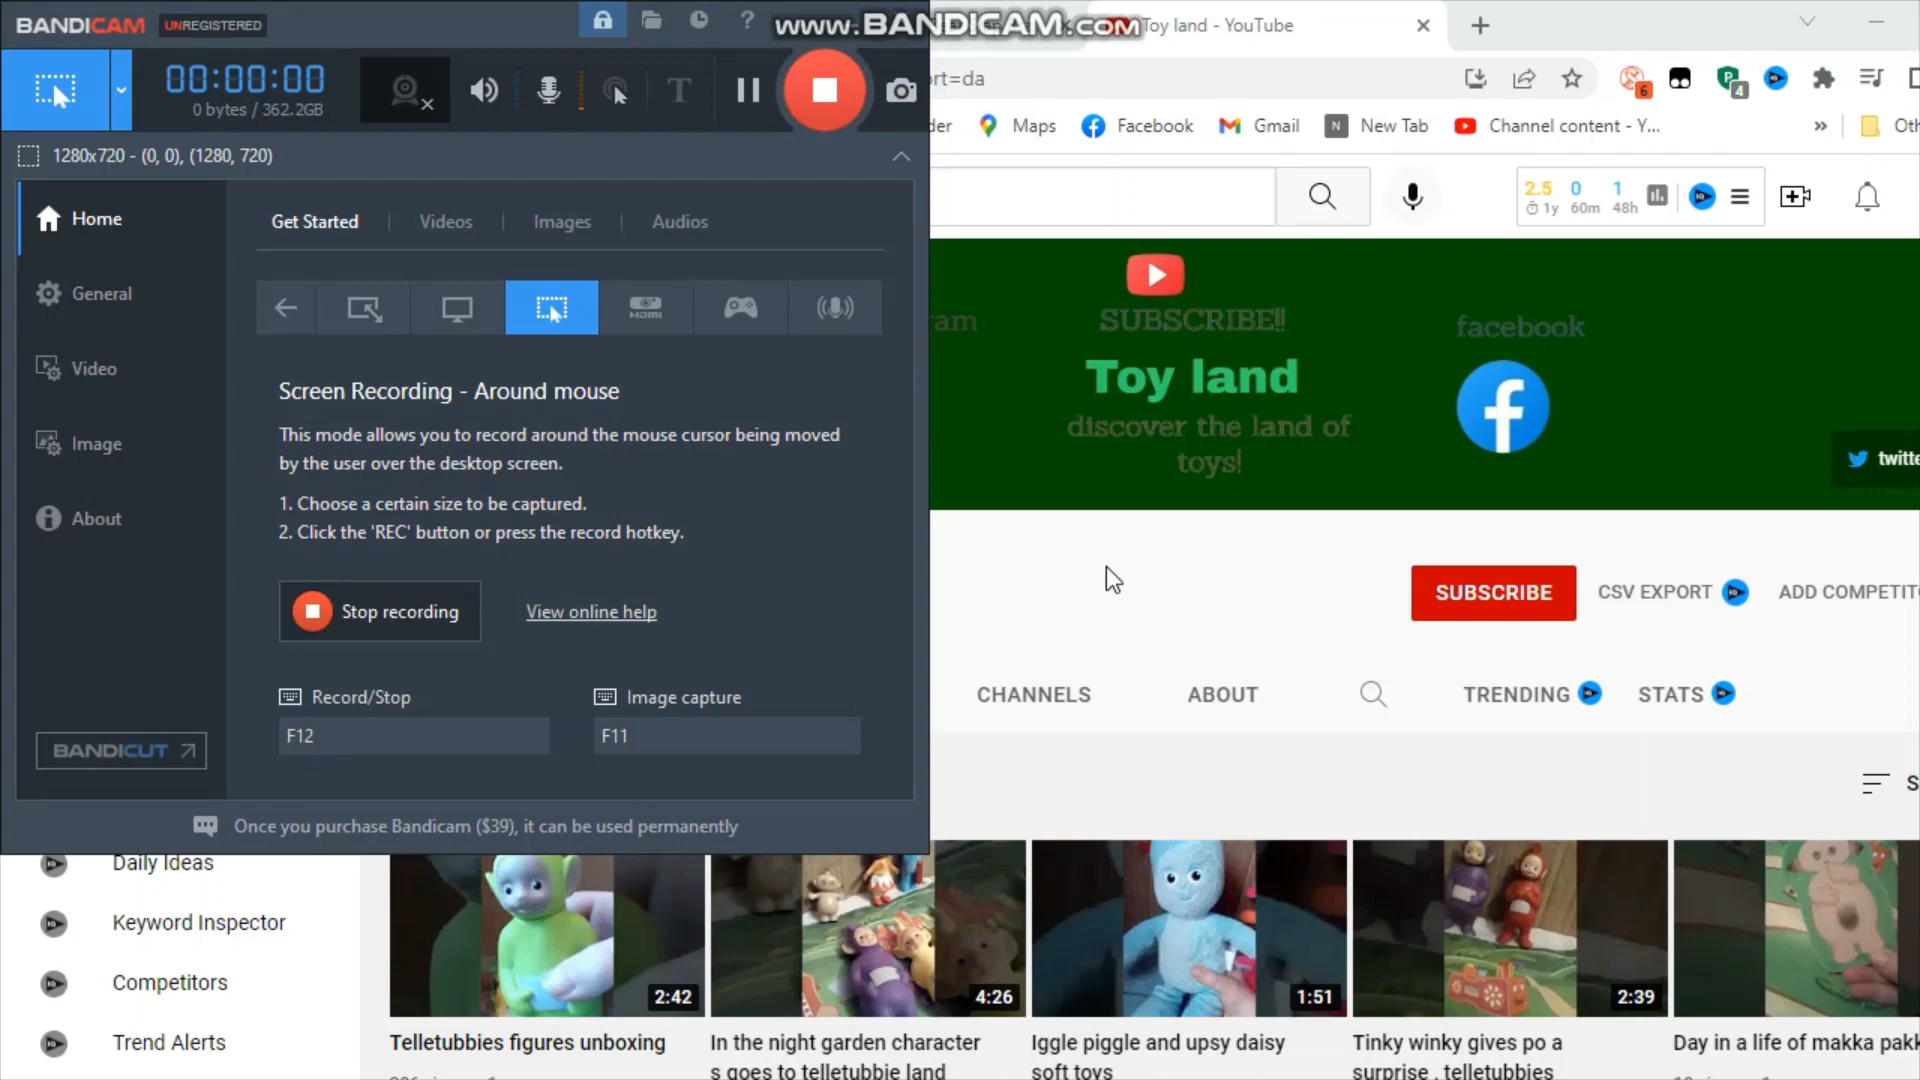 BANDICAM UNREGISTERED
www.BANDICAM.com
Toy land - YouTube
00:00:00
0 bytes / 362.2GB
ort=da
6
4
Maps
Facebook
Gmail
N New Tab
Channel content - Y...
»
1280x720 - (0, 0), (1280, 720)
Home
General
Video
Image
About
BANDICUT
Get Started
Videos
Images
Audios
HDMI
Screen Recording - Around mouse
This mode allows you to record around the mouse cursor being moved
by the user over the desktop screen.
1. Choose a certain size to be captured.
2. Click the 'REC' button or press the record hotkey.
Stop recording
View online help
Record/Stop
F12
Image capture
F11
Once you purchase Bandicam ($39), it can be used permanently
2.5 0 1
1y 60m 48h
SUBSCRIBE!!
Toy land
discover the land of
toys!
facebook
SUBSCRIBE
CSV EXPORT
CHANNELS
ABOUT
TRENDING
STATS
Daily Ideas
Keyword Inspector
Competitors
Trend Alerts
2:42
Telletubbies figures unboxing
4:26
In the night garden character
s goes to telletubbie land
1:51
Iggle piggle and upsy daisy
soft toys
2:39
Tinky winky gives po a
surprise , telletubbies
Day in a life of makka